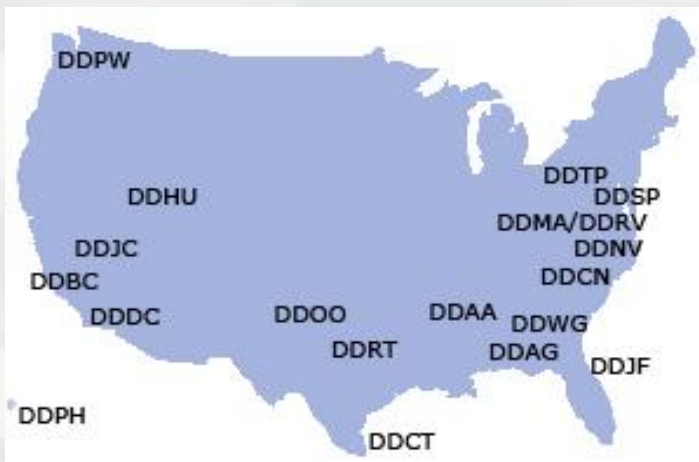 DDPW
DDTP
DDHU
DDSP
DDMA/DDRV
DDJC
DDNV
DDBC
DDCN
DDDC
DDOO
DDAA
DDWG
DDRT
DDAG
DDJF
DDPH
DDCT